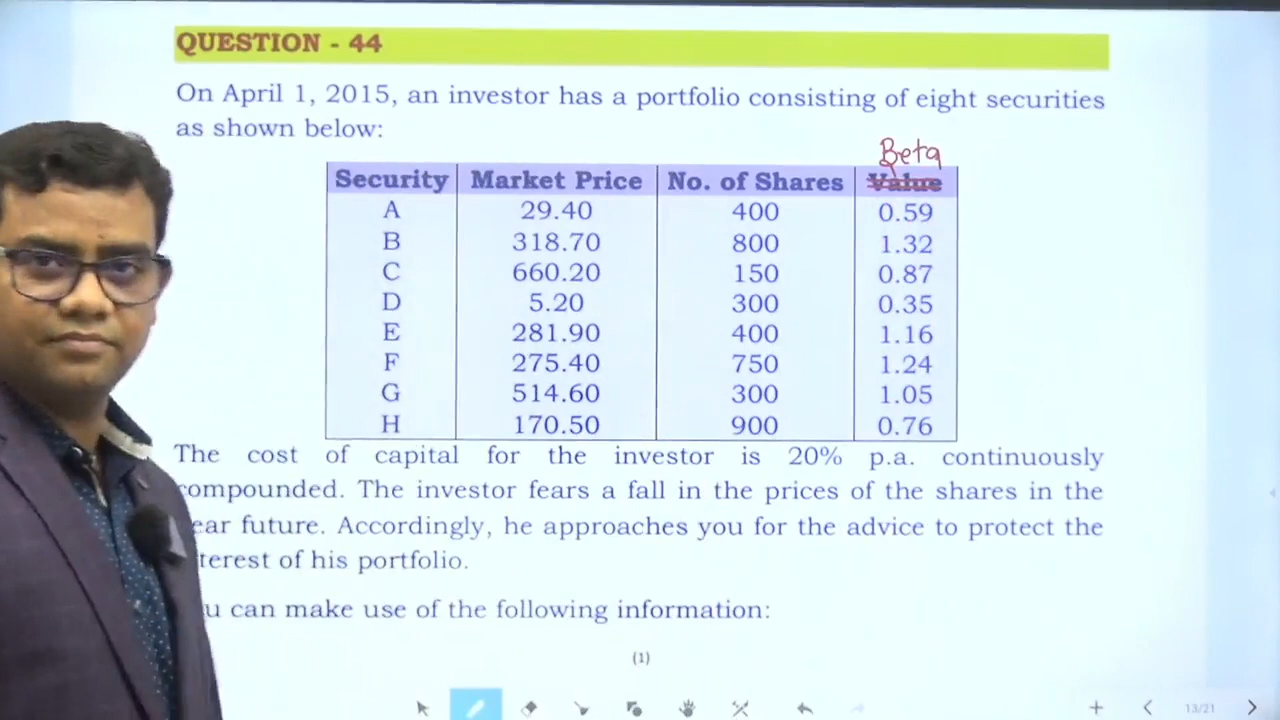 QUESTION - 44
On April 1, 2015, an investor has a portfolio consisting of eight securities
as shown below:
Beta
Security Market Price No. of Shares Value
A 29.40 400 0.59
B 318.70 800 1.32
C 660.20 150 0.87
D 5.20 300 0.35
E 281.90 400 1.16
F 275.40 750 1.24
G 514.60 300 1.05
H 170.50 900 0.76
The cost of capital for the investor is 20% p.a. continuously
compounded. The investor fears a fall in the prices of the shares in the
ear future. Accordingly, he approaches you for the advice to protect the
terest of his portfolio.
u can make use of the following information:
(1)
13/21